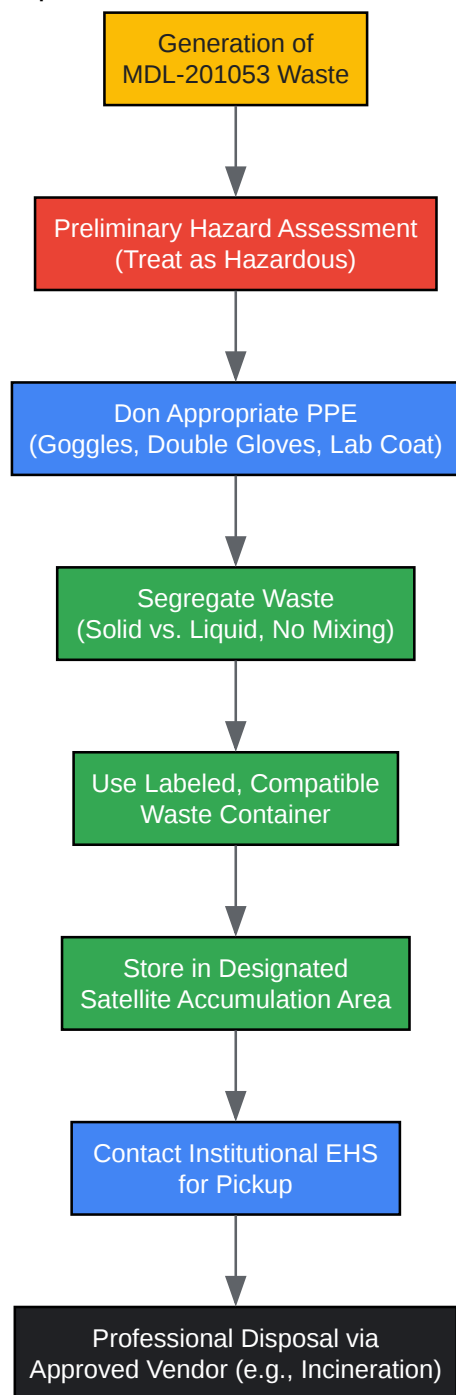 Generation of
MDL-201053 Waste
Preliminary Hazard Assessment
(Treat as Hazardous)
Don Appropriate PPE
(Goggles, Double Gloves, Lab Coat)
Segregate Waste
(Solid vs. Liquid, No Mixing)
Use Labeled, Compatible
Waste Container
Store in Designated
Satellite Accumulation Area
Contact Institutional EHS
for Pickup
Professional Disposal via
Approved Vendor (e.g., Incineration)